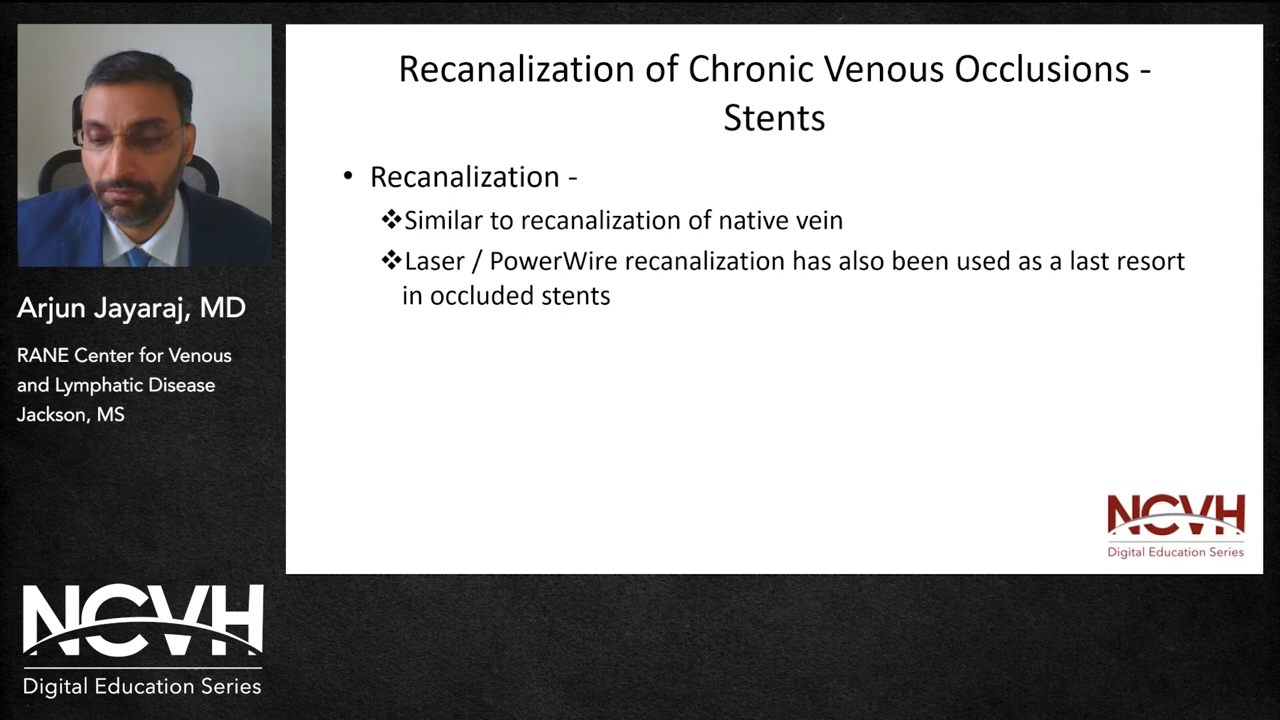 Recanalization of Chronic Venous Occlusions -
Stents
• Recanalization -
❖Similar to recanalization of native vein
❖Laser / PowerWire recanalization has also been used as a last resort
in occluded stents
NCVH
Digital Education Series
Arjun Jayaraj, MD
RANE Center for Venous
and Lymphatic Disease
Jackson, MS
NCVH
Digital Education Series